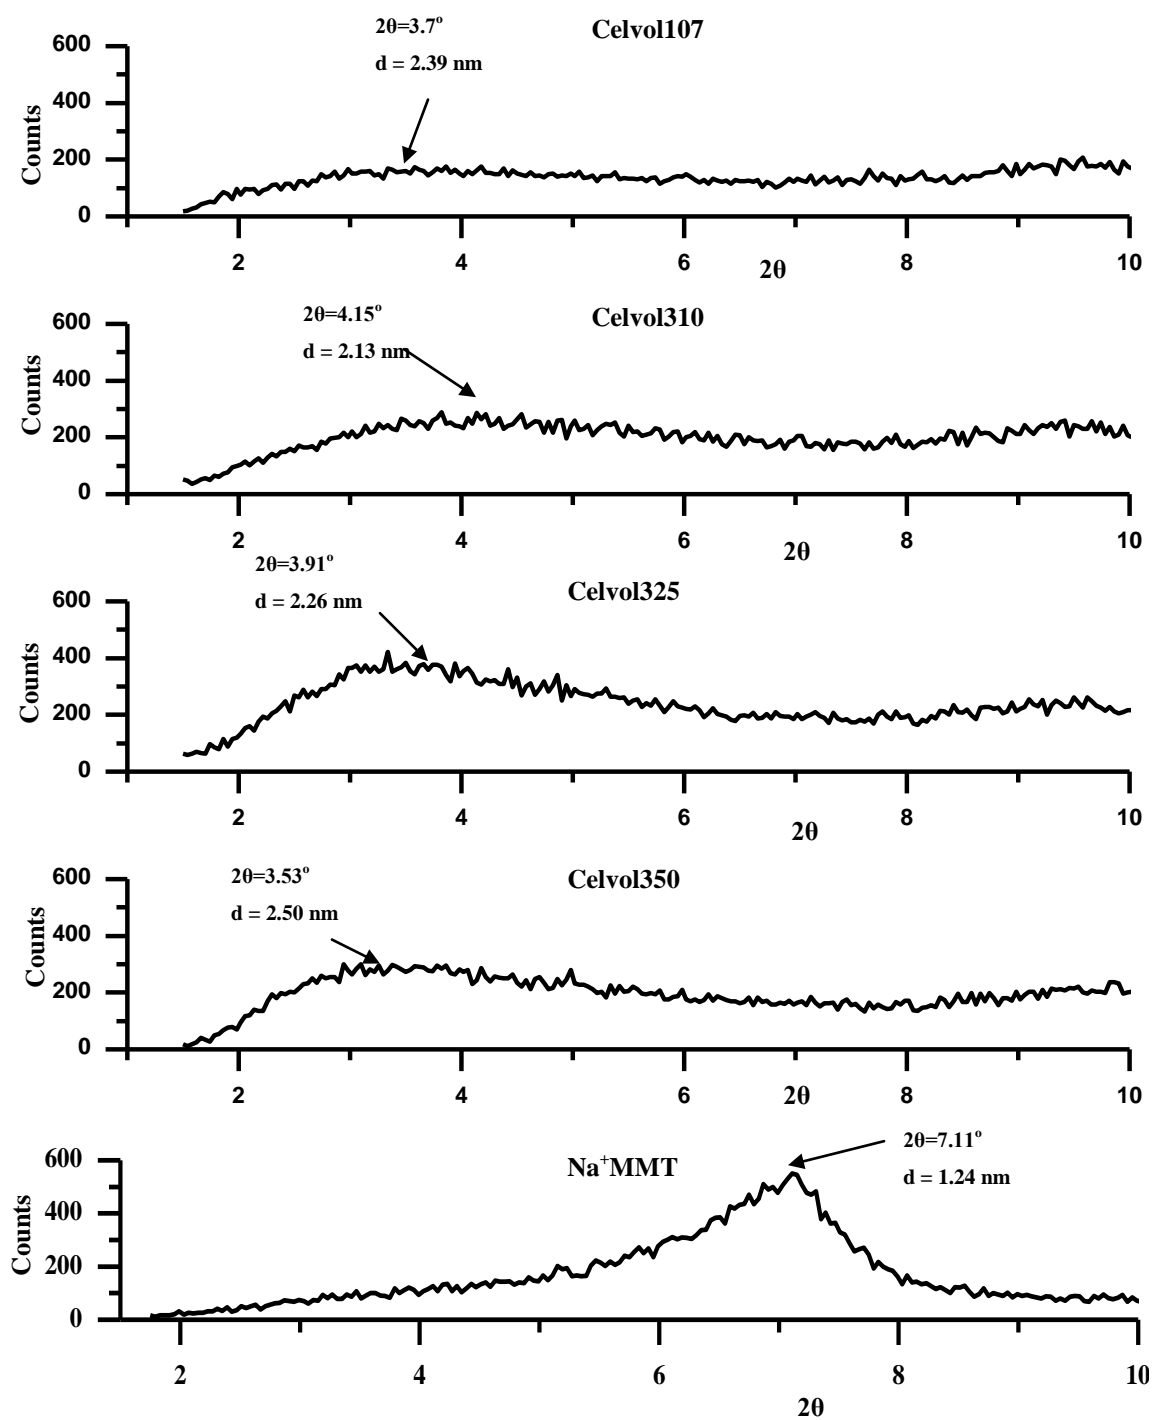 2θ=3.7°
Celvol107
d = 2.39 nm
600
400
200
0
Counts
2 4 6 8 10
2θ
2θ=4.15°
Celvol310
d = 2.13 nm
600
400
200
0
Counts
2 4 6 8 10
2θ
2θ=3.91°
Celvol325
d = 2.26 nm
600
400
200
0
Counts
2 4 6 8 10
2θ
2θ=3.53°
Celvol350
d = 2.50 nm
600
400
200
0
Counts
2 4 6 8 10
2θ
2θ=7.11°
Na⁺MMT
d = 1.24 nm
600
400
200
0
Counts
2 4 6 8 10
2θ